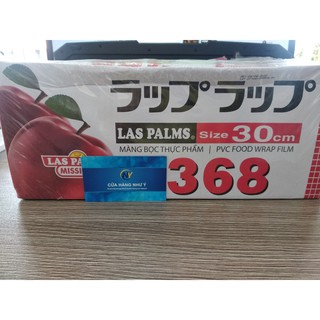 ラップラップ
LAS PALMS® Size 30cm
MÀNG BỌC THỰC PHẨM | PVC FOOD WRAP FILM
LAS PA
MISSI
368
CỬA HÀNG NHƯ Ý